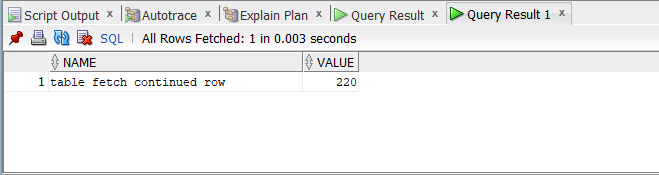 Script Output x Autotrace x Explain Plan x Query Result x Query Result 1 x
SQL | All Rows Fetched: 1 in 0.003 seconds
NAME VALUE
1 table fetch continued row 220